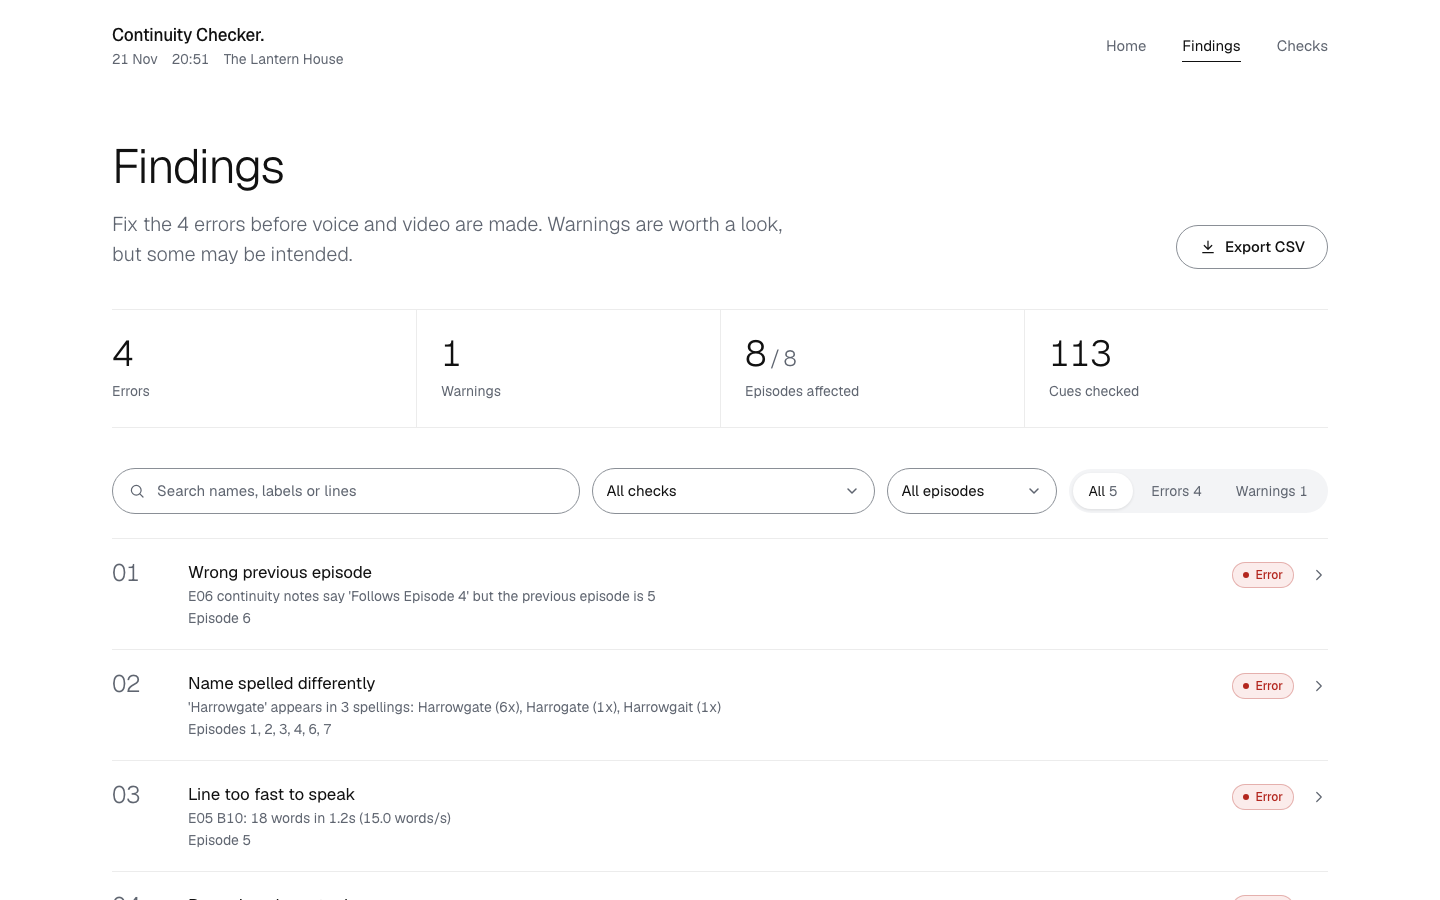 Continuity Checker.
21 Nov 20:51 The Lantern House
Home Findings Checks
Findings
Fix the 4 errors before voice and video are made. Warnings are worth a look,
but some may be intended.
Export CSV
4
Errors
1
Warnings
8 / 8
Episodes affected
113
Cues checked
Search names, labels or lines
All checks
All episodes
All 5 Errors 4 Warnings 1
01
Wrong previous episode
E06 continuity notes say 'Follows Episode 4' but the previous episode is 5
Episode 6
Error
02
Name spelled differently
'Harrowgate' appears in 3 spellings: Harrowgate (6x), Harrogate (1x), Harrowgait (1x)
Episodes 1, 2, 3, 4, 6, 7
Error
03
Line too fast to speak
E05 B10: 18 words in 1.2s (15.0 words/s)
Episode 5
Error